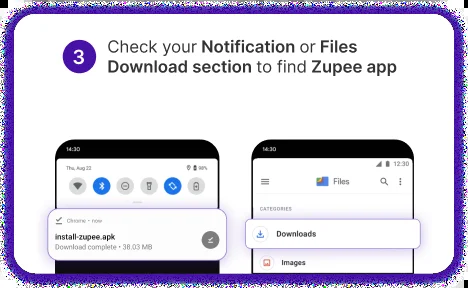 3
Check your Notification or Files
Download section to find Zupee app
14:30
Thu, Aug 22
98%
Chrome • now
install-zupee.apk
Download complete • 38.03 MB
14:30
12:30
Files
CATEGORIES
Downloads
Images